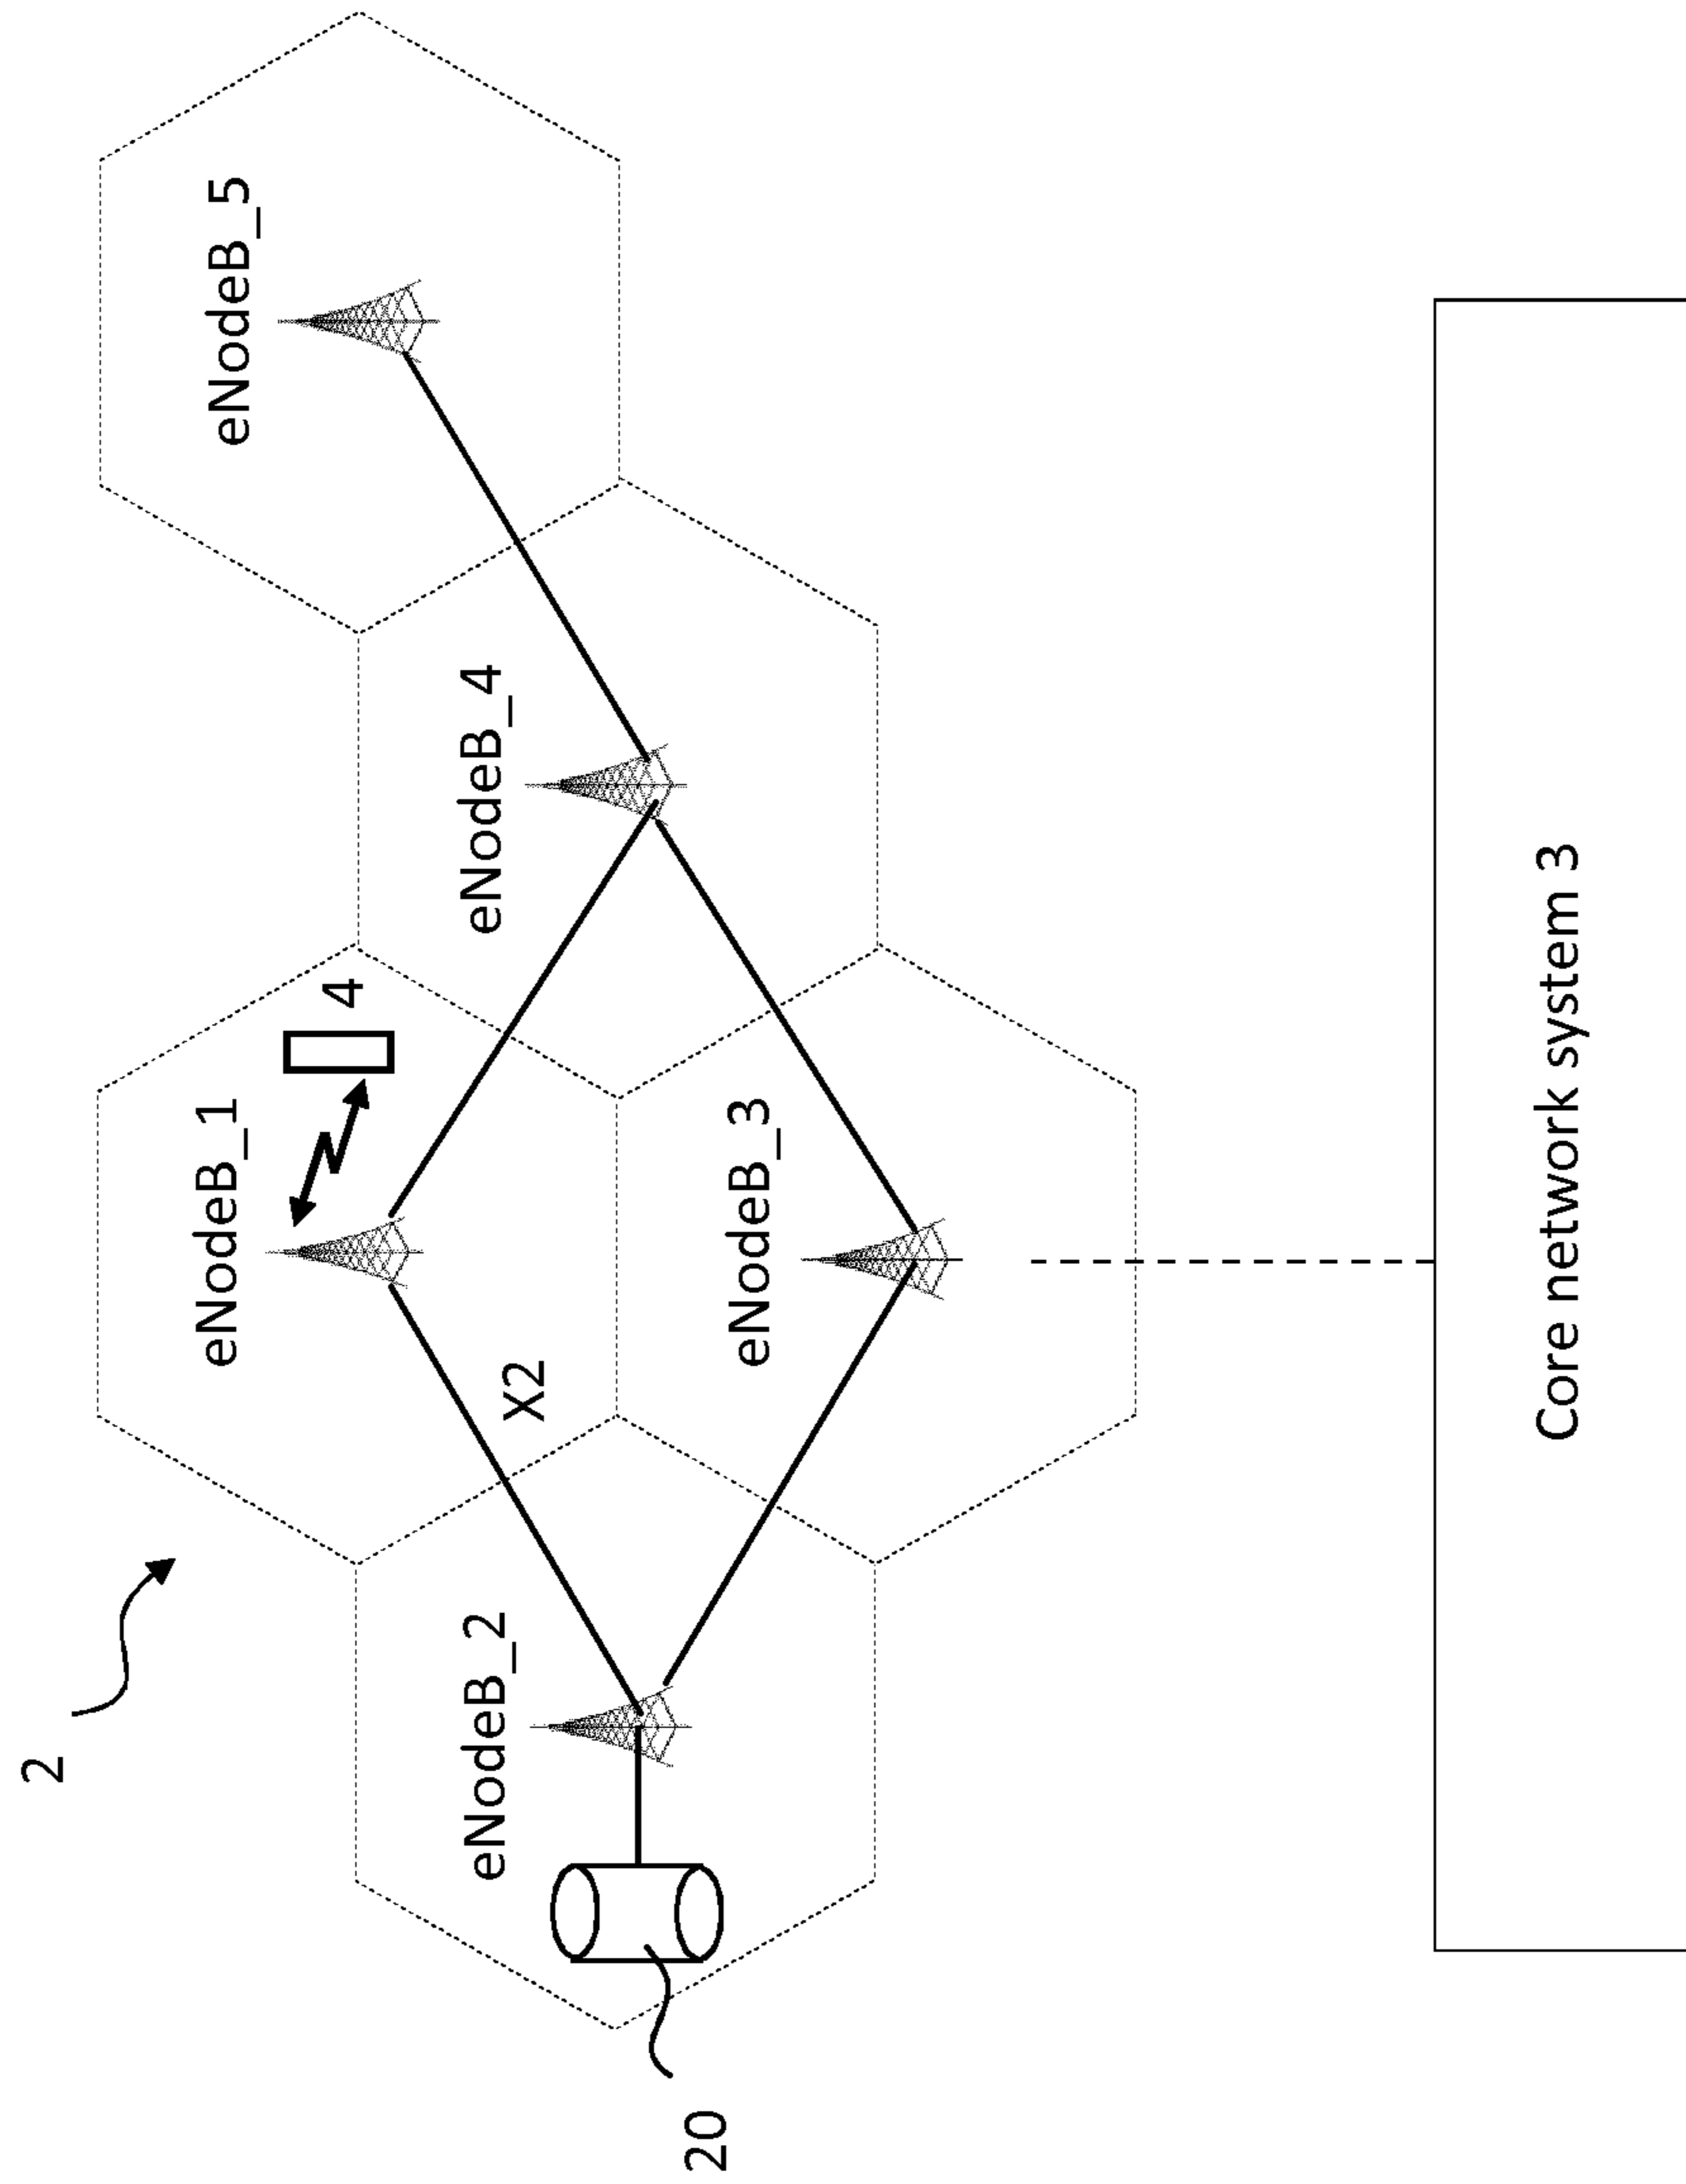 2
eNodeB_1
4
eNodeB_5
eNodeB_2
X2
eNodeB_4
20
eNodeB_3
Core network system 3